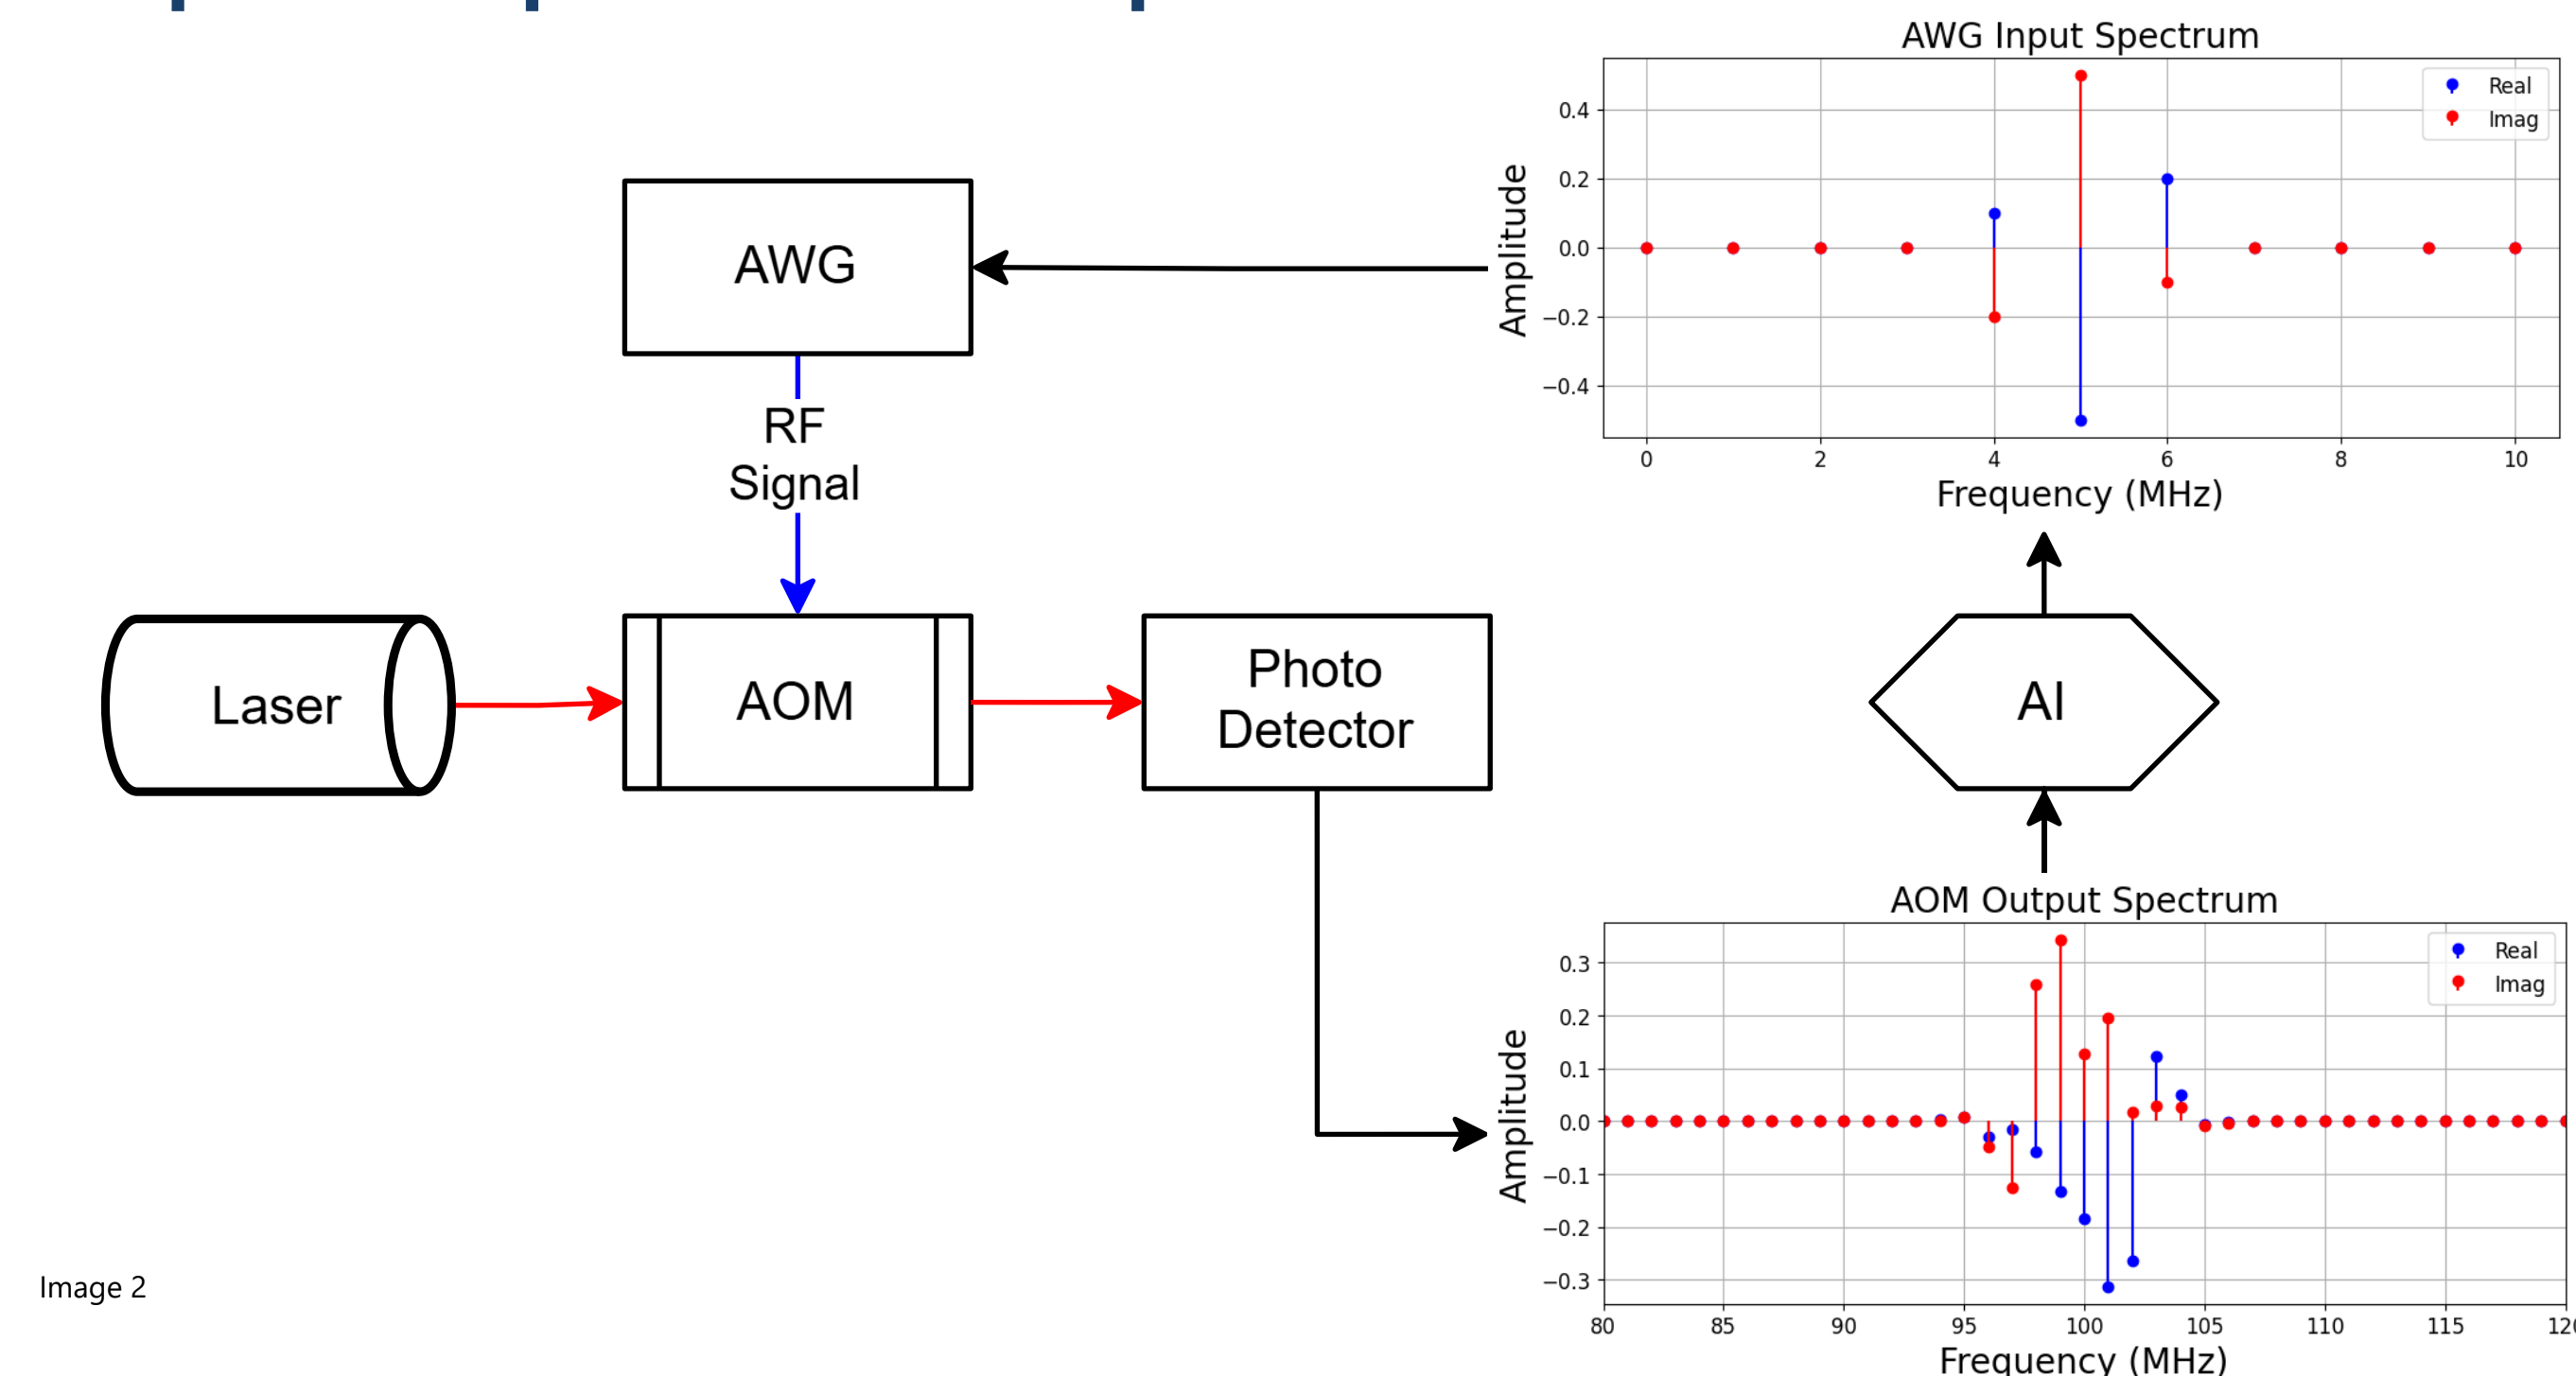 AWG Input Spectrum
Real
Imag
0.4
0.2
0.0
−0.2
−0.4
Amplitude
0
2
4
6
8
10
Frequency (MHz)
AWG
RF
Signal
Laser
AOM
Photo
Detector
AI
AOM Output Spectrum
Real
Imag
0.3
0.2
0.1
0.0
−0.1
−0.2
−0.3
Amplitude
80
85
90
95
100
105
110
115
Frequency (MHz)
Image 2